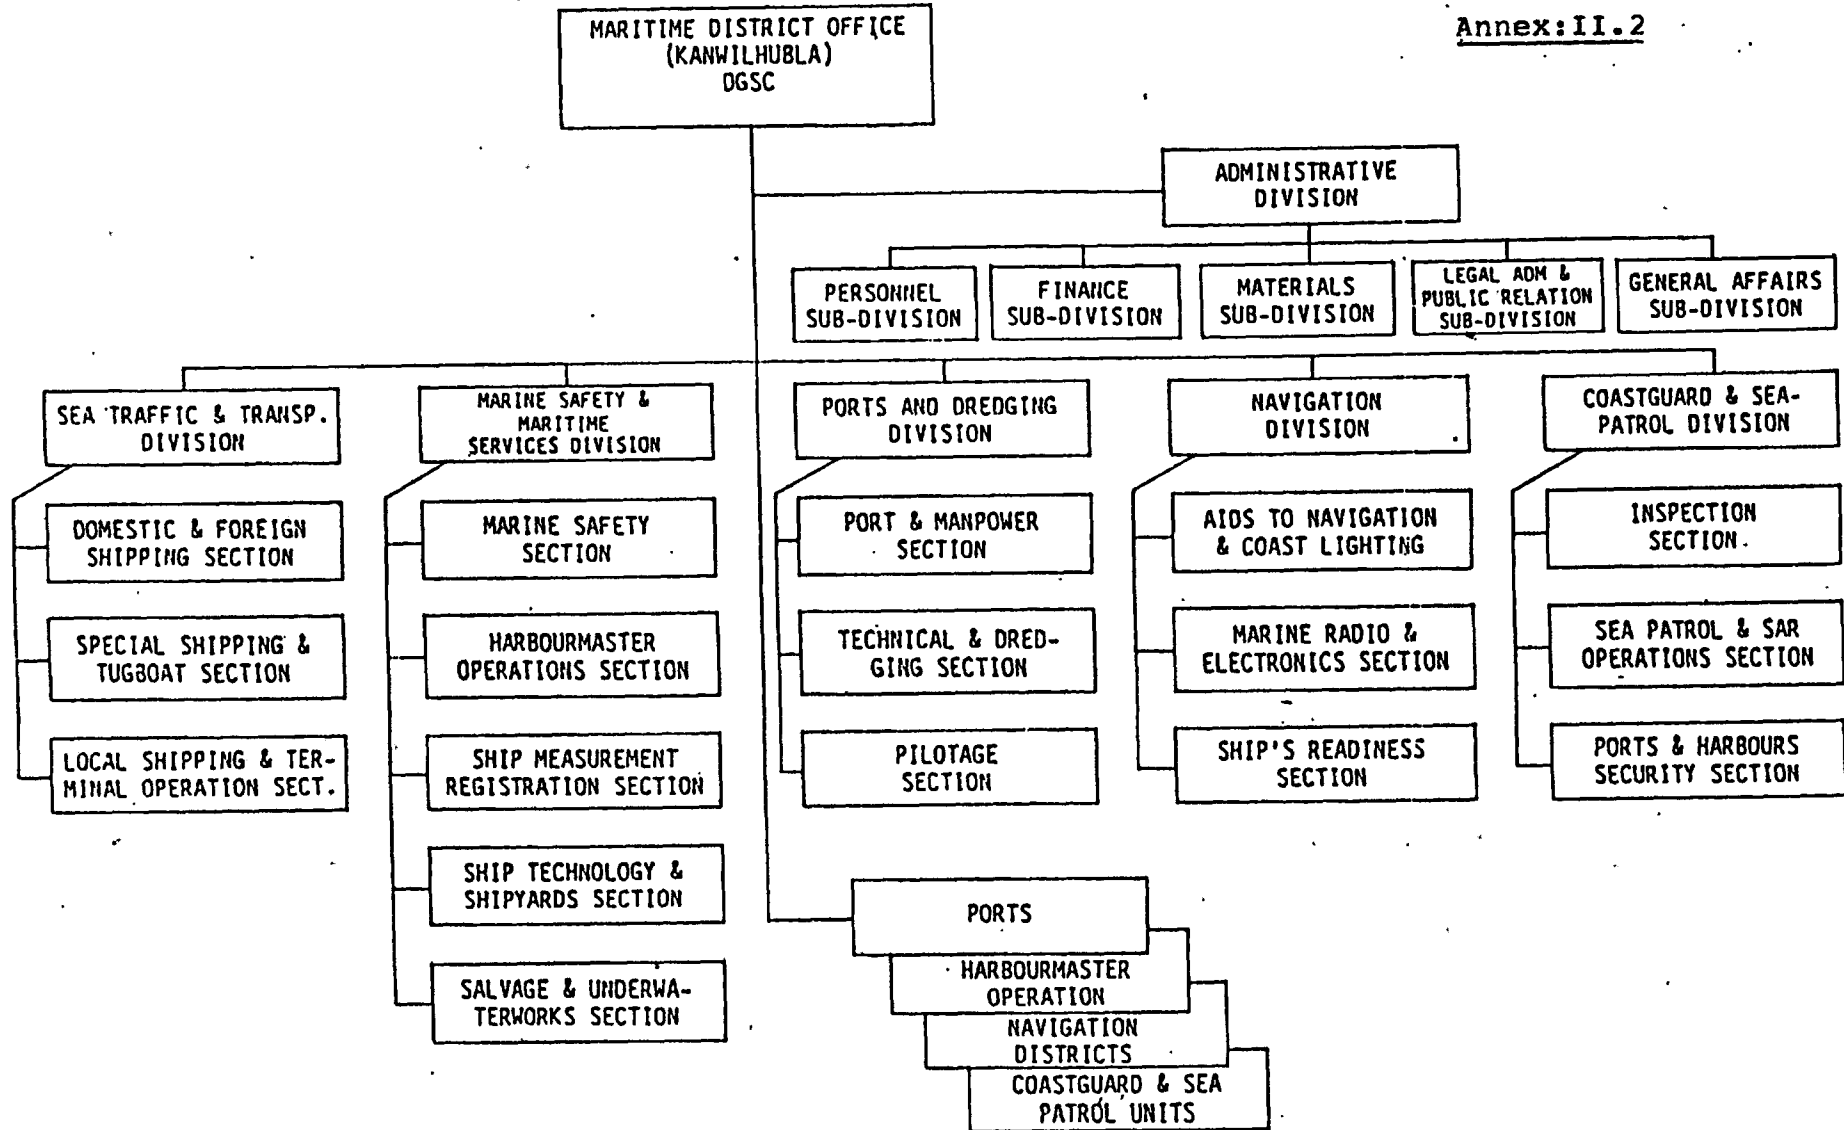 Annex:II.2
MARITIME DISTRICT OFFICE
(KANWILHUBLA)
DGSC
ADMINISTRATIVE
DIVISION
PERSONNEL
SUB-DIVISION
FINANCE
SUB-DIVISION
MATERIALS
SUB-DIVISION
LEGAL ADM &
PUBLIC RELATION
SUB-DIVISION
GENERAL AFFAIRS
SUB-DIVISION
SEA TRAFFIC & TRANSP.
DIVISION
MARINE SAFETY &
MARITIME
SERVICES DIVISION
PORTS AND DREDGING
DIVISION
NAVIGATION
DIVISION
COASTGUARD & SEA-
PATROL DIVISION
DOMESTIC & FOREIGN
SHIPPING SECTION
SPECIAL SHIPPING &
TUGBOAT SECTION
LOCAL SHIPPING & TER-
MINAL OPERATION SECT.
MARINE SAFETY
SECTION
HARBOURMASTER
OPERATIONS SECTION
SHIP MEASUREMENT
REGISTRATION SECTION
SHIP TECHNOLOGY &
SHIPYARDS SECTION
SALVAGE & UNDERWA-
TERWORKS SECTION
PORT & MANPOWER
SECTION
TECHNICAL & DRED-
GING SECTION
PILOTAGE
SECTION
AIDS TO NAVIGATION
& COAST LIGHTING
MARINE RADIO &
ELECTRONICS SECTION
SHIP'S READINESS
SECTION
INSPECTION
SECTION
SEA PATROL & SAR
OPERATIONS SECTION
PORTS & HARBOURS
SECURITY SECTION
PORTS
HARBOURMASTER
OPERATION
NAVIGATION
DISTRICTS
COASTGUARD & SEA
PATROL UNITS